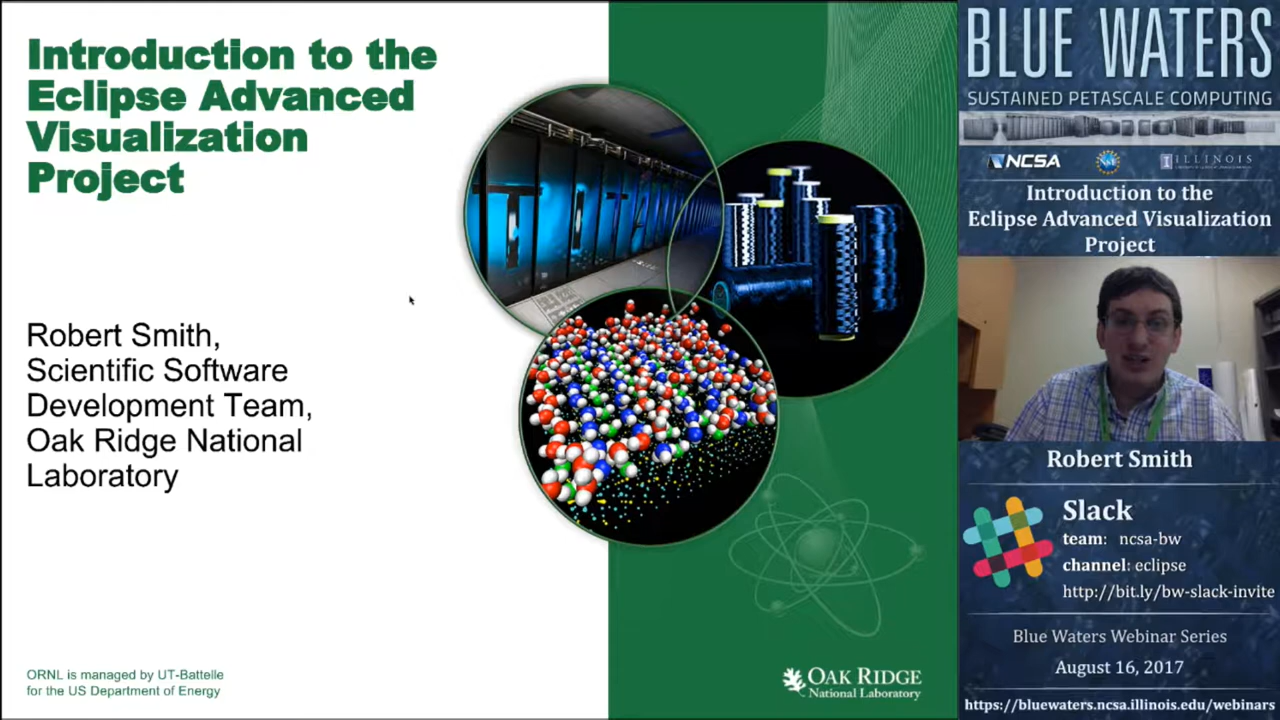 Introduction to the
Eclipse Advanced
Visualization
Project
Robert Smith,
Scientific Software
Development Team,
Oak Ridge National
Laboratory
ORNL is managed by UT-Battelle
for the US Department of Energy
OAK RIDGE
National Laboratory
BLUE WATERS
SUSTAINED PETASCALE COMPUTING
NCSA
ILLINOIS
Introduction to the
Eclipse Advanced Visualization
Project
Robert Smith
Slack
team: ncsa-bw
channel: eclipse
http://bit.ly/bw-slack-invite
Blue Waters Webinar Series
August 16, 2017
https://bluewaters.ncsa.illinois.edu/webinars